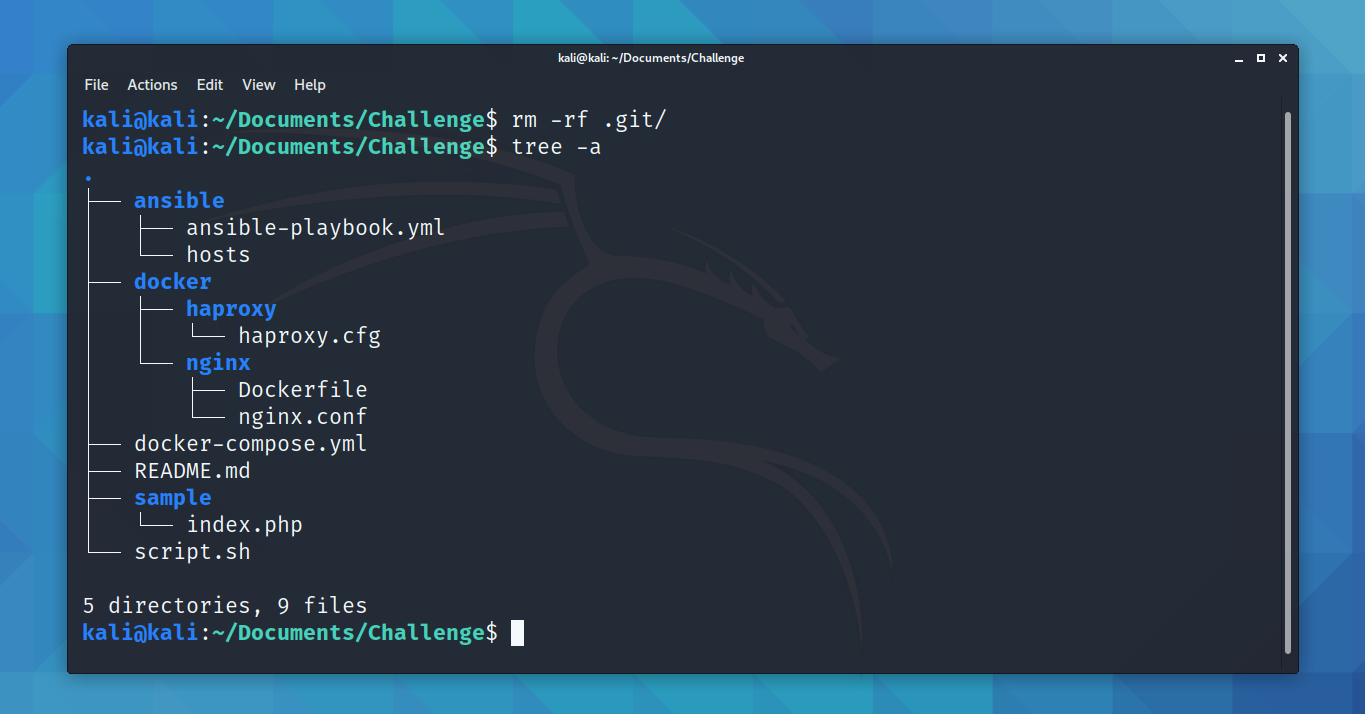 kali@kali: ~/Documents/Challenge
File Actions Edit View Help
kali@kali:~/Documents/Challenge$ rm -rf .git/
kali@kali:~/Documents/Challenge$ tree -a
.
├── ansible
│   ├── ansible-playbook.yml
│   └── hosts
├── docker
│   ├── haproxy
│   │   └── haproxy.cfg
│   └── nginx
│       ├── Dockerfile
│       └── nginx.conf
├── docker-compose.yml
├── README.md
├── sample
│   └── index.php
└── script.sh

5 directories, 9 files
kali@kali:~/Documents/Challenge$